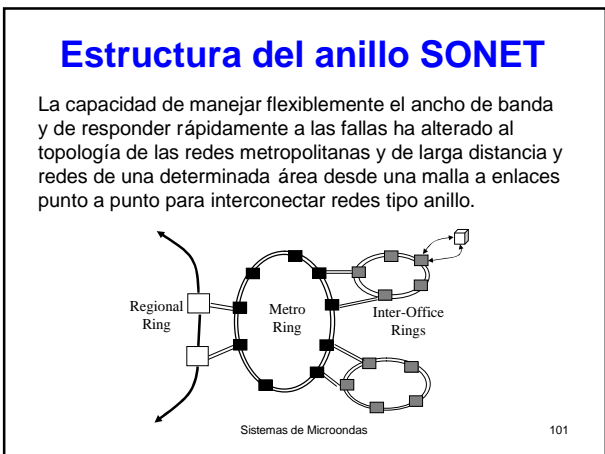 Estructura del anillo SONET
La capacidad de manejar flexiblemente el ancho de banda
y de responder rápidamente a las fallas ha alterado al
topología de las redes metropolitanas y de larga distancia y
redes de una determinada área desde una malla a enlaces
punto a punto para interconectar redes tipo anillo.
Regional
Ring
Metro
Ring
Inter-Office
Rings
Sistemas de Microondas
101